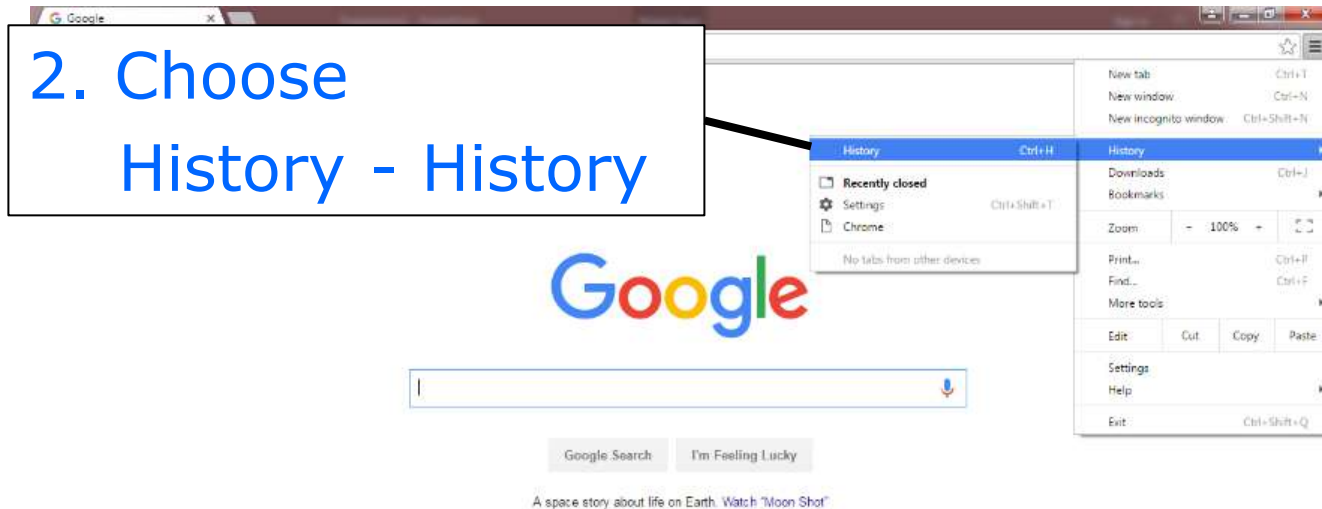 Google
2. Choose
History - History
New tab Ctrl+T
New window Ctrl+N
New incognito window Ctrl+Shift+N
History Ctrl+H
History
Recently closed
Settings Ctrl+Shift+T
Chrome
No tabs from other devices
Downloads Ctrl+J
Bookmarks
Zoom - 100% +
Print... Ctrl+P
Find... Ctrl+F
More tools
Edit Cut Copy Paste
Settings
Help
Exit Ctrl+Shift+Q
Google
Google Search I'm Feeling Lucky
A space story about life on Earth. Watch "Moon Shot"